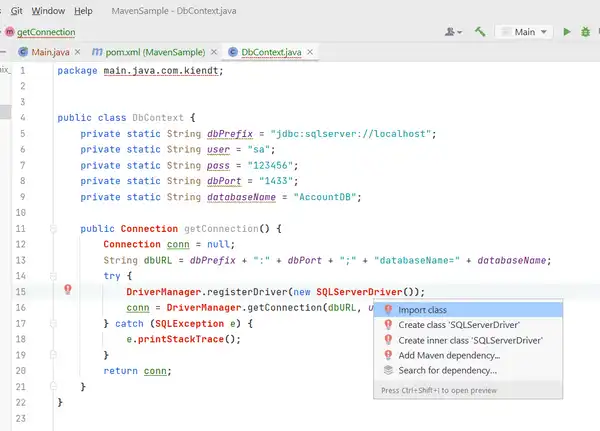 Git Window Help MavenSample - DbContext.java
getConnection Main
Main.java pom.xml (MavenSample) DbContext.java
1 package main.java.com.kiendt;
2
3
4 public class DbContext {
5 private static String dbPrefix = "jdbc:sqlserver://localhost";
6 private static String user = "sa";
7 private static String pass = "123456";
8 private static String dbPort = "1433";
9 private static String databaseName = "AccountDB";
10
11 public Connection getConnection() {
12 Connection conn = null;
13 String dbURL = dbPrefix + ":" + dbPort + ";" + "databaseName=" + databaseName;
14 try {
15 DriverManager.registerDriver(new SQLServerDriver());
16 conn = DriverManager.getConnection(dbURL, u
17 } catch (SQLException e) {
18 e.printStackTrace();
19 }
20 return conn;
21 }
22 }
23
Import class
Create class 'SQLServerDriver'
Create inner class 'SQLServerDriver'
Add Maven dependency...
Search for dependency...
Press Ctrl+Shift+I to open preview